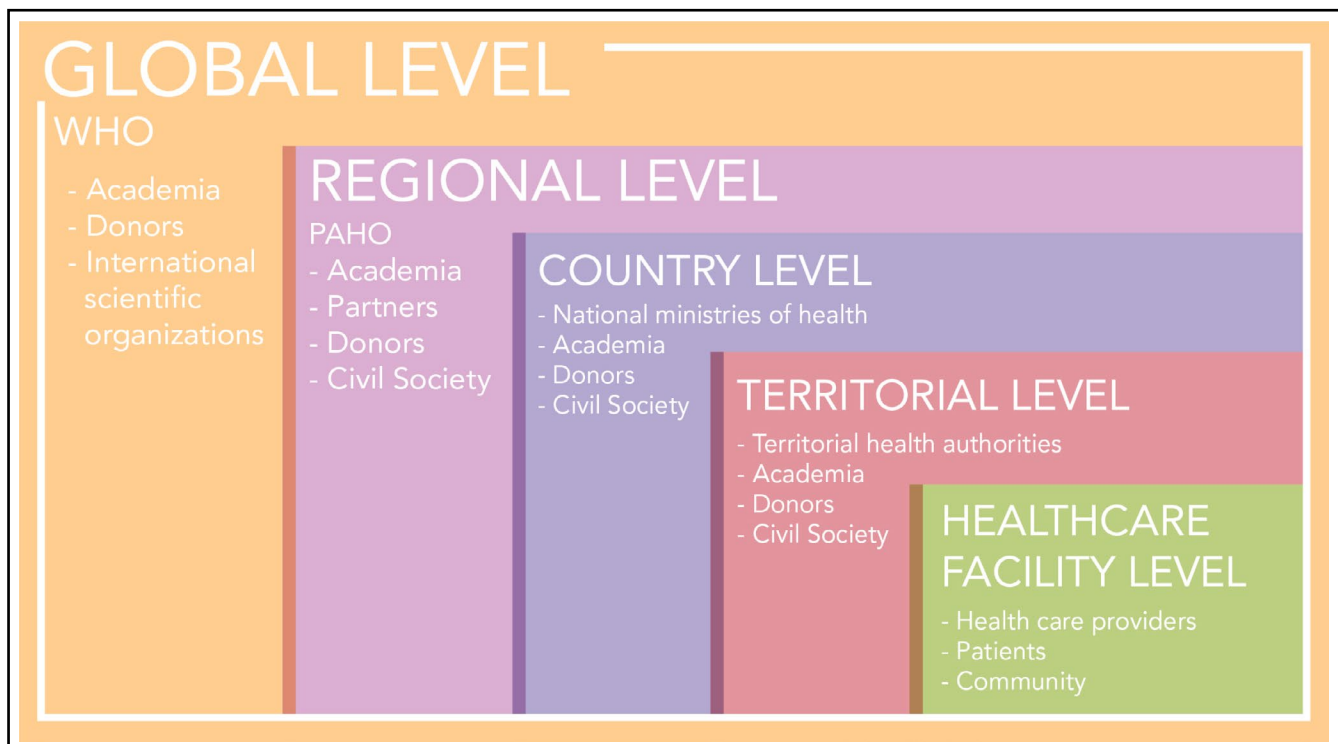 GLOBAL LEVEL
WHO
- Academia
- Donors
- International
scientific
organizations
REGIONAL LEVEL
PAHO
- Academia
- Partners
- Donors
- Civil Society
COUNTRY LEVEL
- National ministries of health
- Academia
- Donors
- Civil Society
TERRITORIAL LEVEL
- Territorial health authorities
- Academia
- Donors
- Civil Society
HEALTHCARE
FACILITY LEVEL
- Health care providers
- Patients
- Community